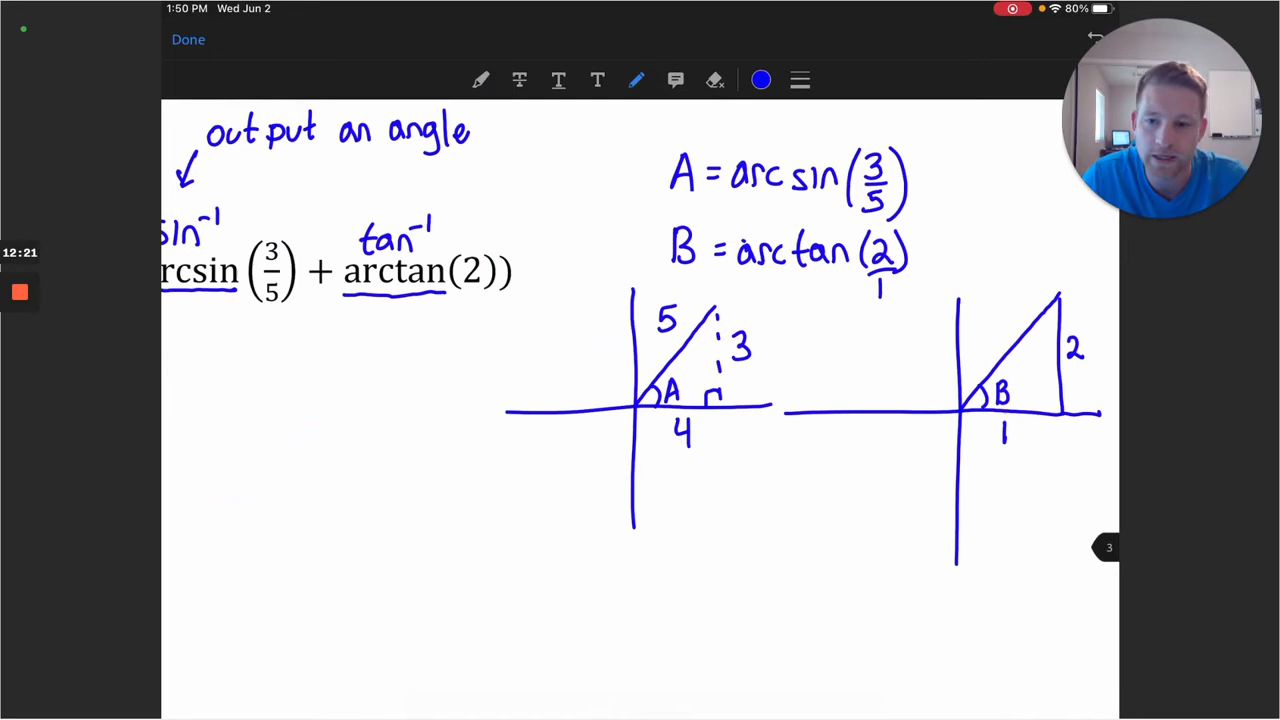 1:50 PM Wed Jun 2
80%
Done
output an angle
sin⁻¹
tan⁻¹
rcsin (3/5) + arctan(2))
A = arcsin(3/5)
B = arctan(2/1)
12:21
5
3
A
4
2
B
1
3